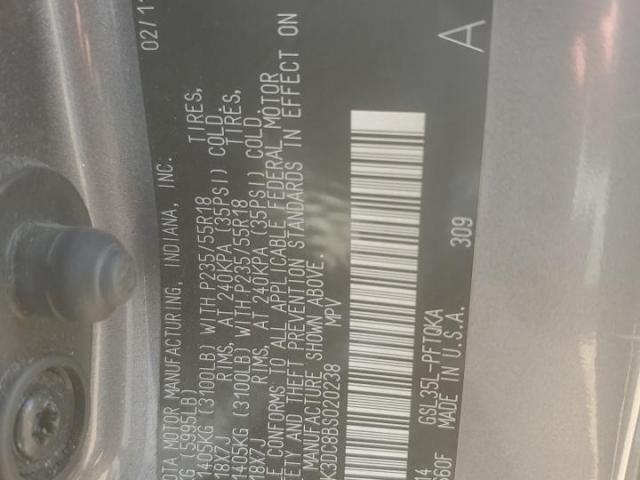 02/1
OTA MOTOR MANUFACTURING, INDIANA, INC.
KG (5995LB)
1405KG (3100LB) WITH P235/55R18 TIRES,
18X7J RIMS, AT 240KPA (35PSI) COLD.
1405KG (3100LB) WITH P235/55R18 TIRES,
18X7J RIMS, AT 240KPA (35PSI) COLD.
LE CONFORMS TO ALL APPLICABLE FEDERAL MOTOR
ETY AND THEFT PREVENTION STANDARDS IN EFFECT ON
MANUFACTURE SHOWN ABOVE.
K3DC8BS020238 MPV
14 GSL35L-PFTQKA
660F MADE IN U.S.A. 309 A